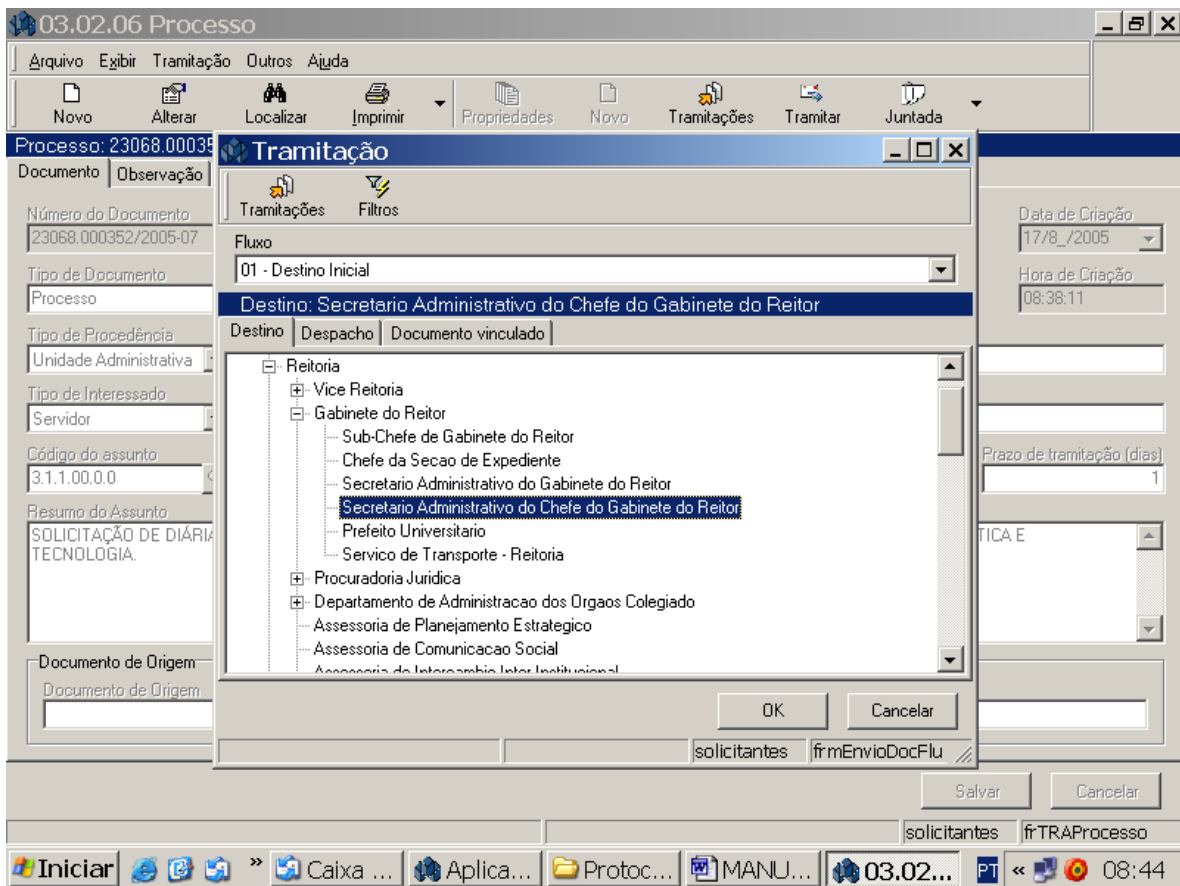 03.02.06 Processo
Arquivo Exibir Tramitação Outros Ajuda
Novo Alterar Localizar Imprimir Propriedades Novo Tramitações Tramitar Juntada
Processo: 23068.00035
Documento Observação
Número do Documento
23068.000352/2005-07
Tipo de Documento
Processo
Tipo de Procedência
Unidade Administrativa
Tipo de Interessado
Servidor
Código do assunto
3.1.1.00.0.0
Resumo do Assunto
SOLICITAÇÃO DE DIÁRIA
TECNOLOGIA.
Documento de Origem
Documento de Origem
Tramitação
Tramitações Filtros
Fluxo
01 - Destino Inicial
Destino: Secretario Administrativo do Chefe do Gabinete do Reitor
Destino Despacho Documento vinculado
Reitoria
Vice Reitoria
Gabinete do Reitor
Sub-Chefe de Gabinete do Reitor
Chefe da Secao de Expediente
Secretario Administrativo do Gabinete do Reitor
Secretario Administrativo do Chefe do Gabinete do Reitor
Prefeito Universitario
Servico de Transporte - Reitoria
Procuradoria Juridica
Departamento de Administracao dos Orgaos Colegiado
Assessoria de Planejamento Estrategico
Assessoria de Comunicacao Social
Assessoria de Intercambio Inter Institucional
OK Cancelar
solicitantes frmEnvioDocFlu
Data de Criação
17/8_/2005
Hora de Criação
08:38:11
Prazo de tramitação (dias)
1
TICA E
Salvar Cancelar
solicitantes frTRAProcesso
Iniciar » Caixa ... Aplica... Protoc... MANU... 03.02... PT « 08:44